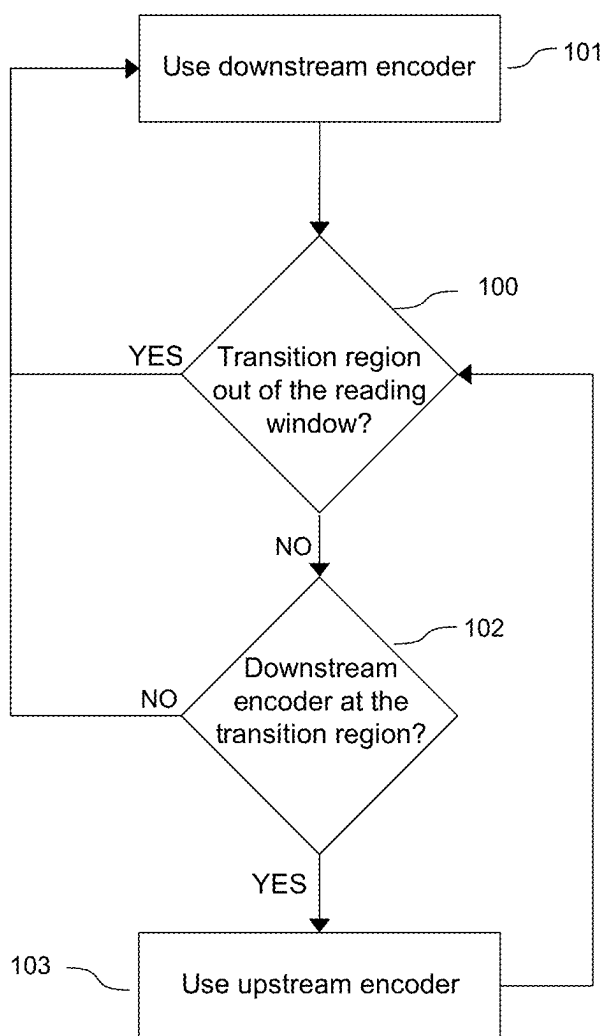 Use downstream encoder
101
100
YES
Transition region
out of the reading
window?
NO
102
Downstream
encoder at the
transition region?
NO
YES
103
Use upstream encoder